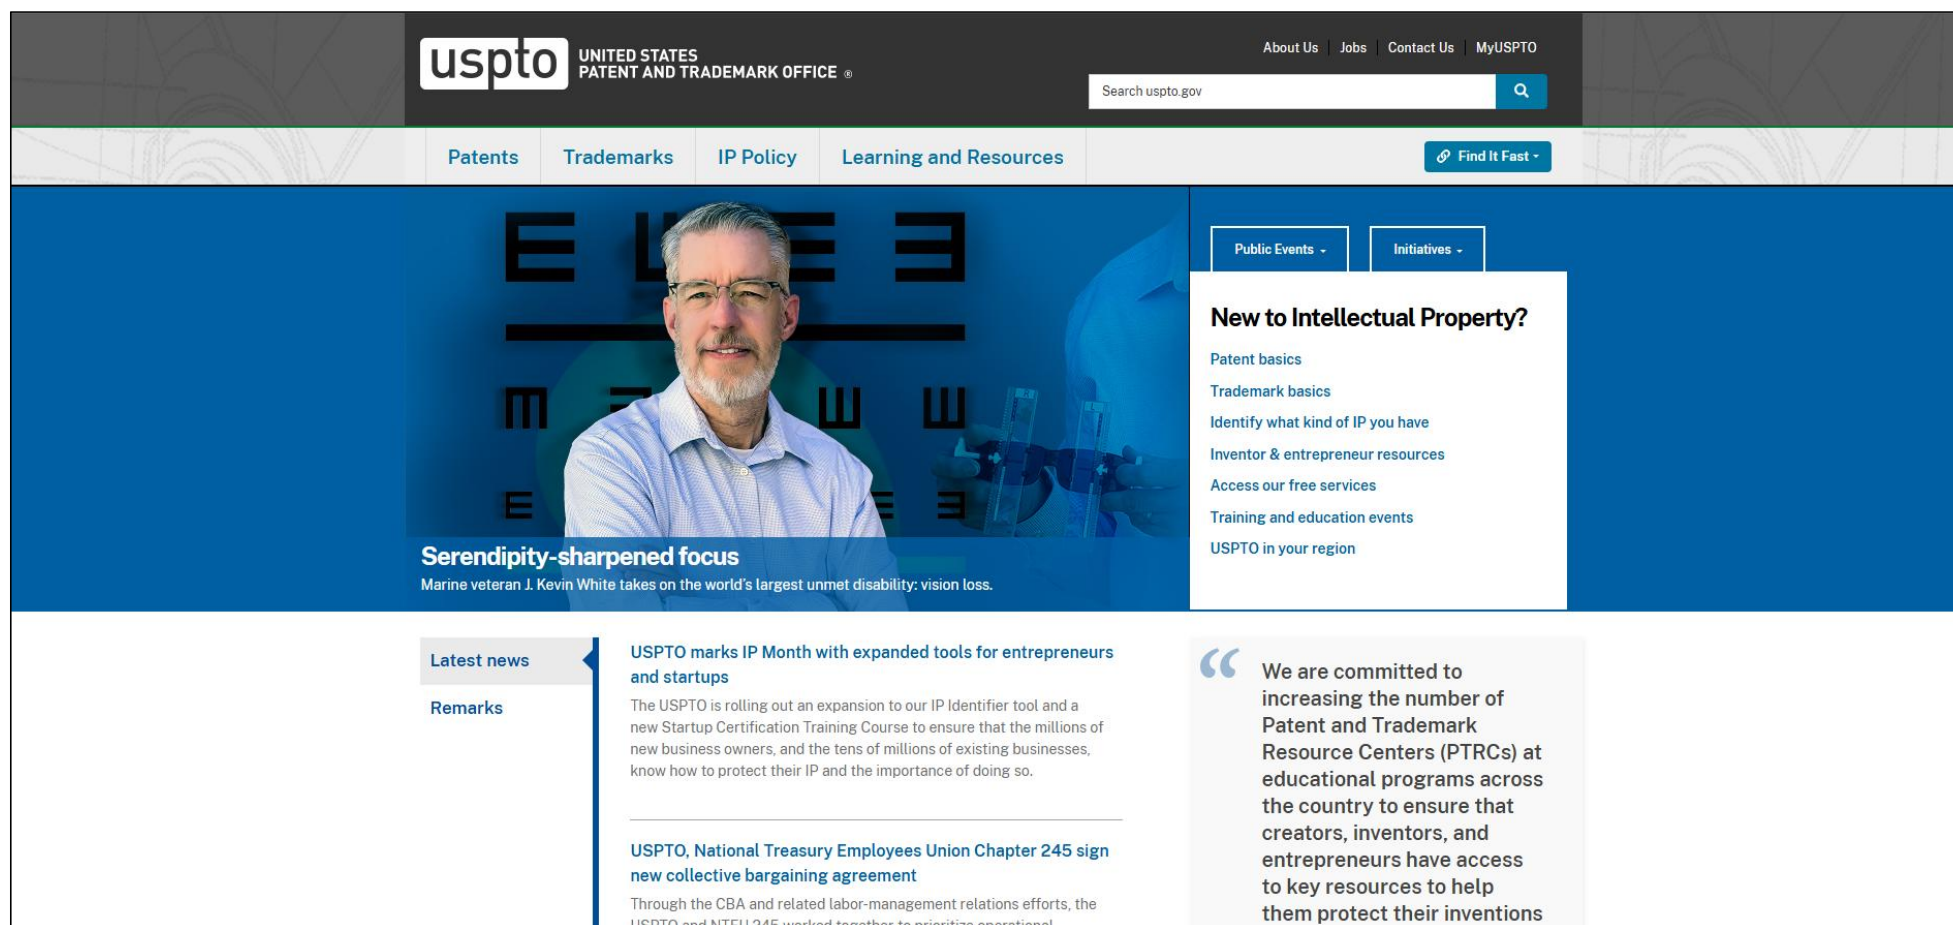 uspto UNITED STATES
PATENT AND TRADEMARK OFFICE ®
About Us | Jobs | Contact Us | MyUSPTO
Search uspto.gov
Patents
Trademarks
IP Policy
Learning and Resources
Find It Fast
Serendipity-sharpened focus
Marine veteran J. Kevin White takes on the world's largest unmet disability: vision loss.
Public Events
Initiatives
New to Intellectual Property?
Patent basics
Trademark basics
Identify what kind of IP you have
Inventor & entrepreneur resources
Access our free services
Training and education events
USPTO in your region
Latest news
Remarks
USPTO marks IP Month with expanded tools for entrepreneurs
and startups
The USPTO is rolling out an expansion to our IP Identifier tool and a
new Startup Certification Training Course to ensure that the millions of
new business owners, and the tens of millions of existing businesses,
know how to protect their IP and the importance of doing so.
USPTO, National Treasury Employees Union Chapter 245 sign
new collective bargaining agreement
Through the CBA and related labor-management relations efforts, the
USPTO and NTEU 245 worked together to prioritize operational
“ We are committed to
increasing the number of
Patent and Trademark
Resource Centers (PTRCs) at
educational programs across
the country to ensure that
creators, inventors, and
entrepreneurs have access
to key resources to help
them protect their inventions